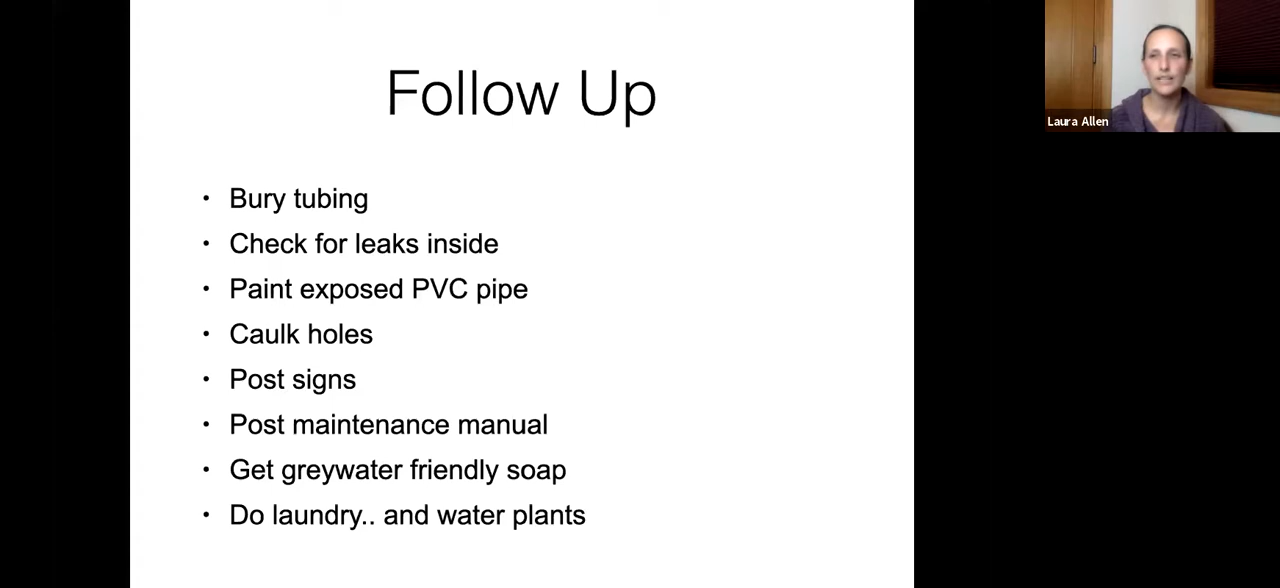 Follow Up
• Bury tubing
• Check for leaks inside
• Paint exposed PVC pipe
• Caulk holes
• Post signs
• Post maintenance manual
• Get greywater friendly soap
• Do laundry.. and water plants
Laura Allen